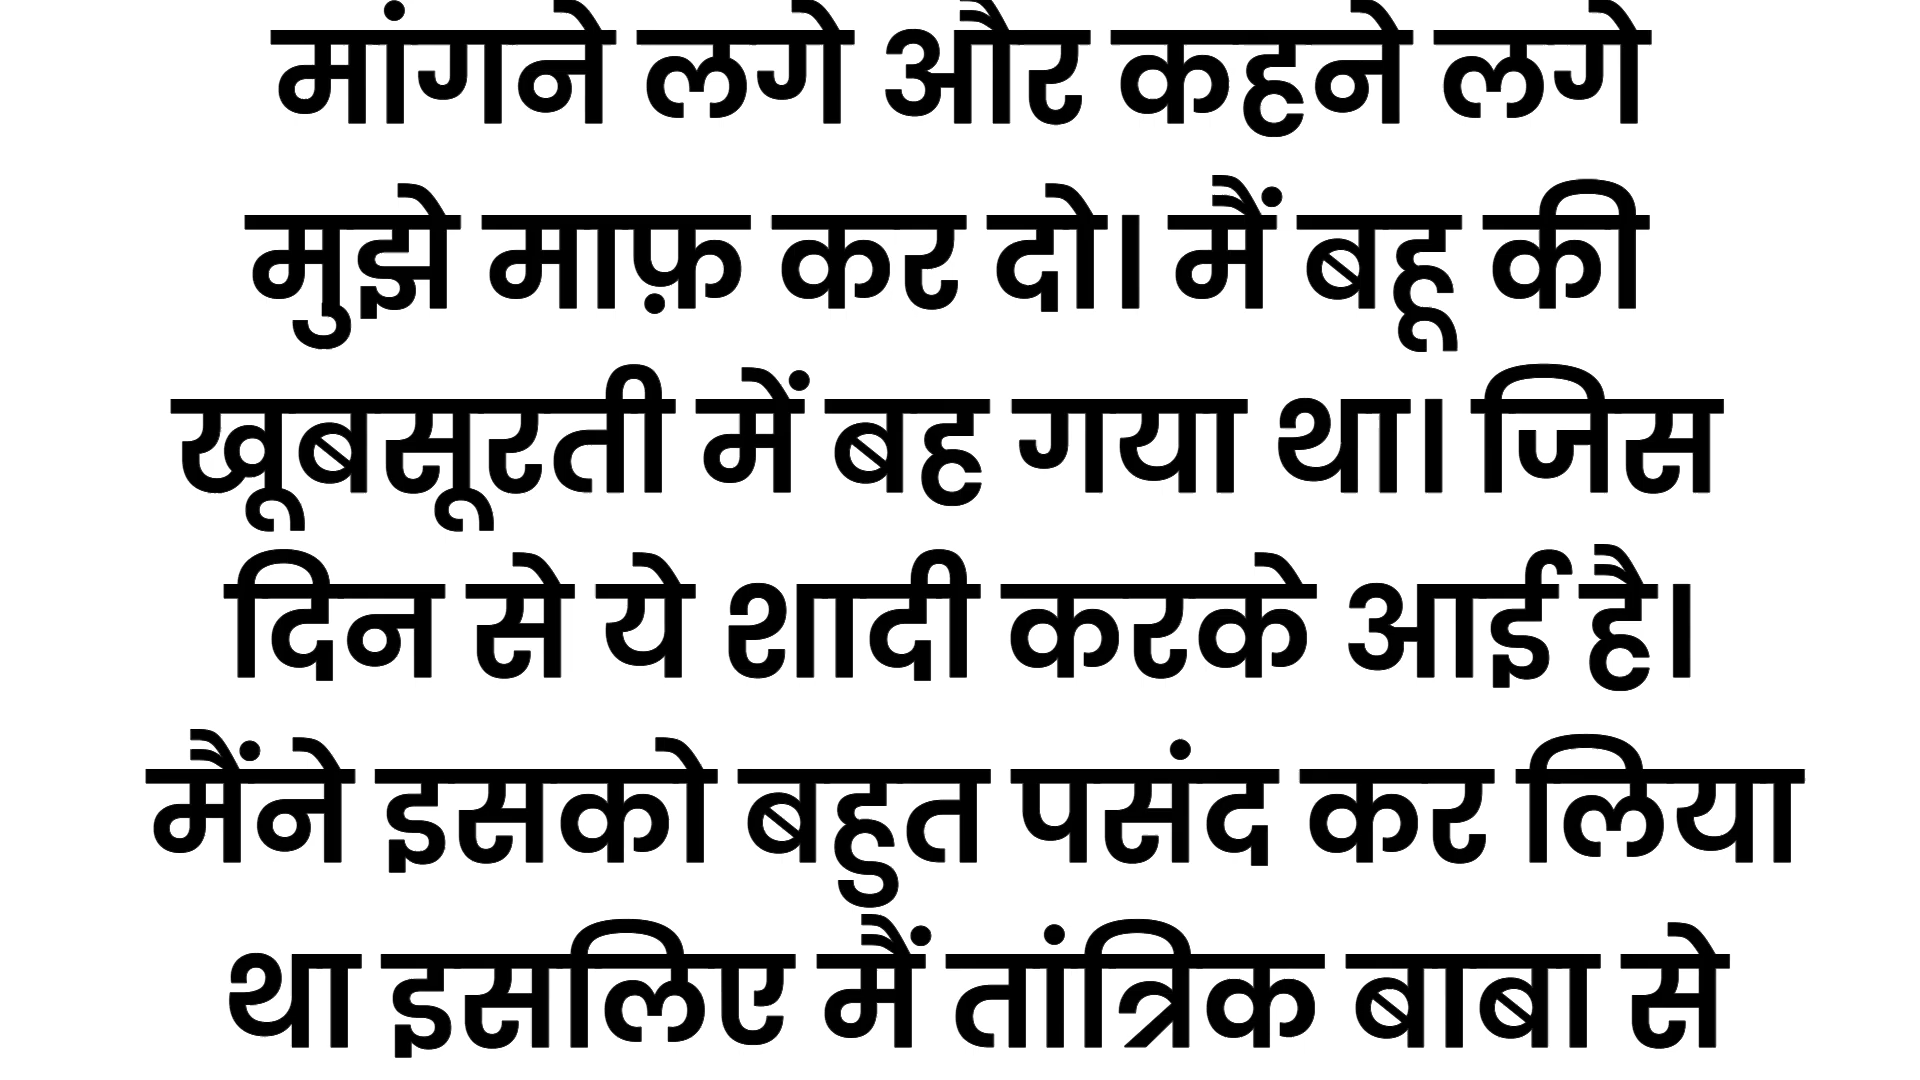 मांगने लगे और कहने लगे
मुझे माफ़ कर दो। मैं बहू की
खूबसूरती में बह गया था। जिस
दिन से ये शादी करके आई है।
मैंने इसको बहुत पसंद कर लिया
था इसलिए मैं तांत्रिक बाबा से